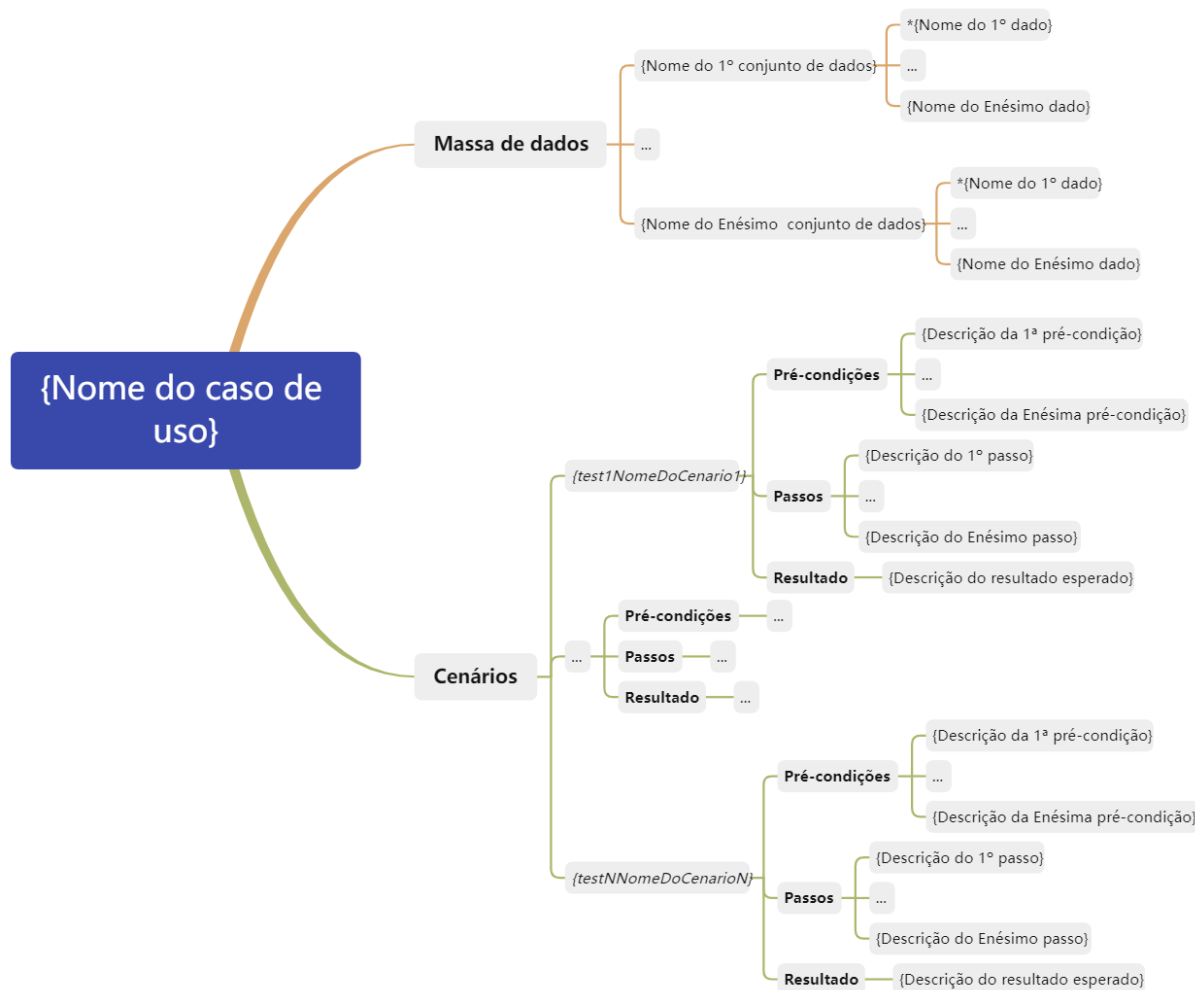 *{Nome do 1º dado}
{Nome do 1º conjunto de dados}
...
{Nome do Enésimo dado}
Massa de dados
...
*{Nome do 1º dado}
{Nome do Enésimo  conjunto de dados}
...
{Nome do Enésimo dado}
{Nome do caso de
uso}
{Descrição da 1ª pré-condição}
Pré-condições
...
{Descrição da Enésima pré-condição}
{test1NomeDoCenario1}
{Descrição do 1º passo}
Passos
...
{Descrição do Enésimo passo}
Resultado
{Descrição do resultado esperado}
Cenários
...
Pré-condições
...
Passos
...
Resultado
...
{testNNomeDoCenarioN}
{Descrição da 1ª pré-condição}
Pré-condições
...
{Descrição da Enésima pré-condição}
{Descrição do 1º passo}
Passos
...
{Descrição do Enésimo passo}
Resultado
{Descrição do resultado esperado}